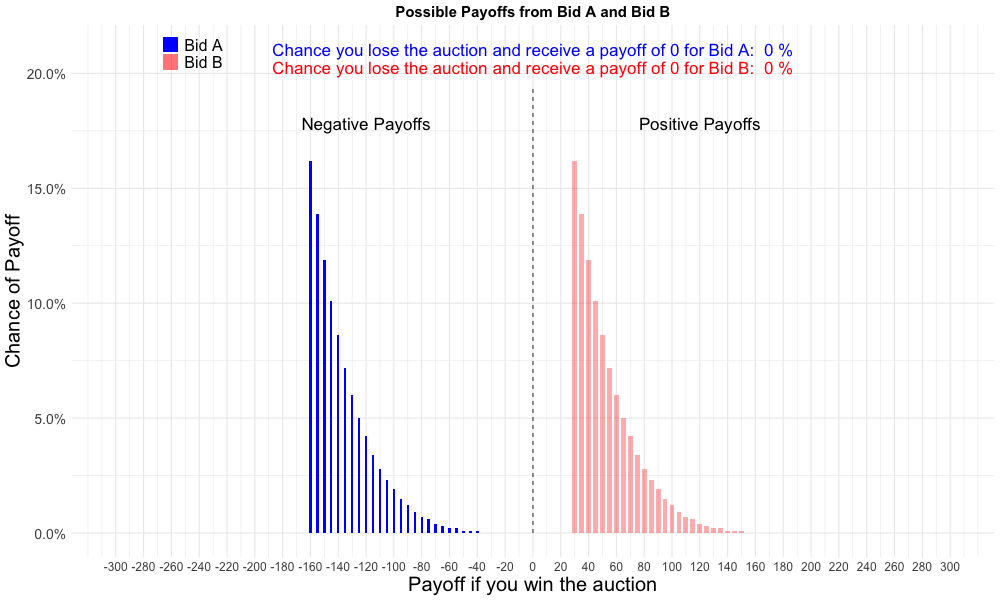 Possible Payoffs from Bid A and Bid B
Bid A
Bid B
Chance you lose the auction and receive a payoff of 0 for Bid A:  0 %
Chance you lose the auction and receive a payoff of 0 for Bid B:  0 %
Negative Payoffs
Positive Payoffs
Chance of Payoff
20.0%
15.0%
10.0%
5.0%
0.0%
-300 -280 -260 -240 -220 -200 -180 -160 -140 -120 -100 -80 -60 -40 -20 0 20 40 60 80 100 120 140 160 180 200 220 240 260 280 300
Payoff if you win the auction